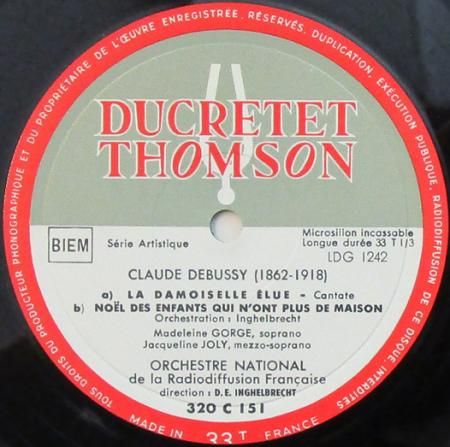 TOUS DROITS DU PRODUCTEUR PHONOGRAPHIQUE ET DU PROPRIÉTAIRE DE L'ŒUVRE ENREGISTRÉE, RÉSERVÉS, DUPLICATION, EXÉCUTION PUBLIQUE, RADIODIFFUSION DE CE DISQUE INTERDITES
DUCRETET
THOMSON
BIEM
Série Artistique
Microsillon incassable
Longue durée 33 T 1/3
LDG 1242
CLAUDE DEBUSSY (1862-1918)
a) LA DAMOISELLE ÉLUE - Cantate
b) NOËL DES ENFANTS QUI N'ONT PLUS DE MAISON
Orchestration : Inghelbrecht
Madeleine GORGE, soprano
Jacqueline JOLY, mezzo-soprano
ORCHESTRE NATIONAL
de la Radiodiffusion Française
direction : D.E. INGHELBRECHT
320 C 151
MADE IN 33T FRANCE